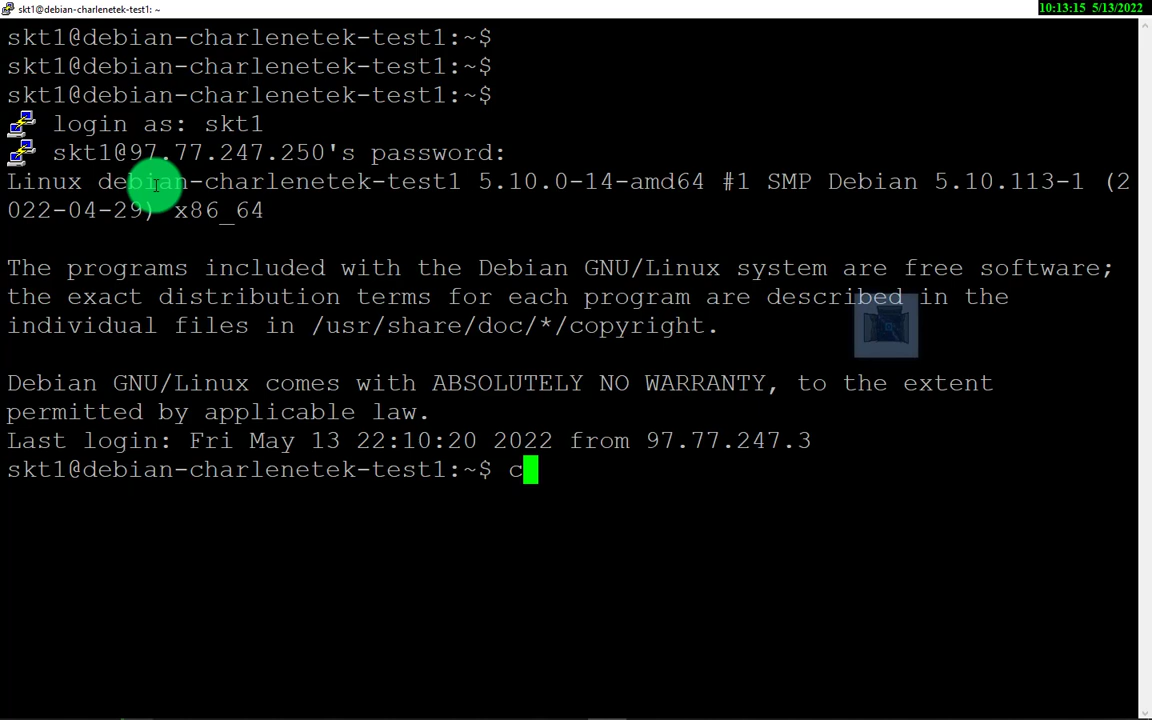 skt1@debian-charlenetek-test1: ~
10:13:15 5/13/2022
skt1@debian-charlenetek-test1:~$
skt1@debian-charlenetek-test1:~$
skt1@debian-charlenetek-test1:~$
login as: skt1
skt1@97.77.247.250's password:
Linux debian-charlenetek-test1 5.10.0-14-amd64 #1 SMP Debian 5.10.113-1 (2
022-04-29) x86_64
The programs included with the Debian GNU/Linux system are free software;
the exact distribution terms for each program are described in the
individual files in /usr/share/doc/*/copyright.
Debian GNU/Linux comes with ABSOLUTELY NO WARRANTY, to the extent
permitted by applicable law.
Last login: Fri May 13 22:10:20 2022 from 97.77.247.3
skt1@debian-charlenetek-test1:~$ c